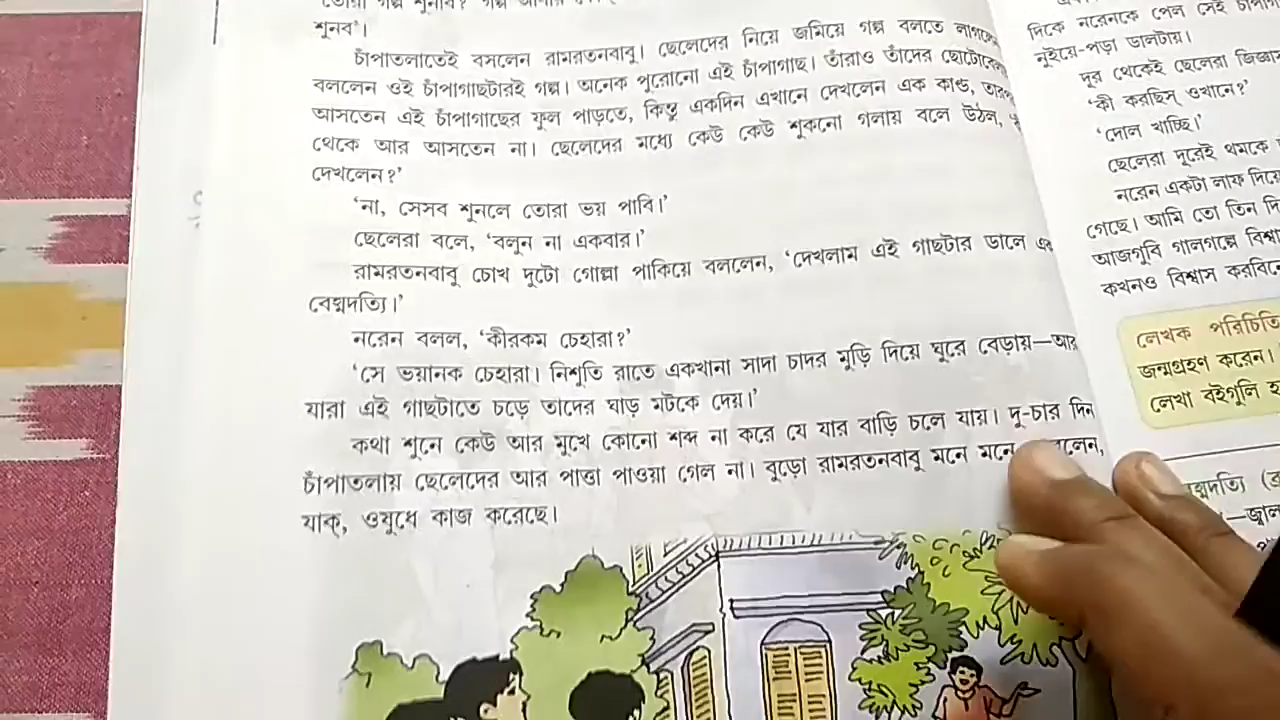 শুনব'।
চাঁপাতলাতেই বসলেন রামরতনবাবু। ছেলেদের নিয়ে জমিয়ে গল্প বলতে
বললেন ওই চাঁপাগাছটারই গল্প। অনেক পুরোনো এই চাঁপাগাছ। তাঁরাও তাঁদের
আসতেন এই চাঁপাগাছের ফুল পাড়তে, কিন্তু একদিন এখানে দেখলেন এক কাণ্ড,
থেকে আর আসতেন না। ছেলেদের মধ্যে কেউ কেউ শুকনো গলায় বলে উঠল,
দেখলেন?'
'না, সেসব শুনলে তোরা ভয় পাবি।'
ছেলেরা বলে, 'বলুন না একবার।'
রামরতনবাবু চোখ দুটো গোল্লা পাকিয়ে বললেন, 'দেখলাম এই গাছটার ডালে
বেম্মদত্যি।'
নরেন বলল, 'কীরকম চেহারা?'
'সে ভয়ানক চেহারা। নিশুতি রাতে একখানা সাদা চাদর মুড়ি দিয়ে ঘুরে বেড়ায়—আর
যারা এই গাছটাতে চড়ে তাদের ঘাড় মটকে দেয়।'
কথা শুনে কেউ আর মুখে কোনো শব্দ না করে যে যার বাড়ি চলে যায়। দু-চার দিন
চাঁপাতলায় ছেলেদের আর পাত্তা পাওয়া গেল না। বুড়ো রামরতনবাবু মনে মনে
যাক্, ওষুধে কাজ করেছে।
দিকে নরেনকে পেল সেই
নুইয়ে-পড়া ডালটায়।
দূর থেকেই ছেলেরা
'কী করছিস্ ওখানে?'
'দোল খাচ্ছি।'
ছেলেরা দূরেই থমকে
নরেন একটা লাফ দিয়ে
গেছে। আমি তো তিন
আজগুবি গালগল্পে
কখনও বিশ্বাস করবিনে
লেখক পরিচিতি
জন্মগ্রহণ করেন।
লেখা বইগুলি